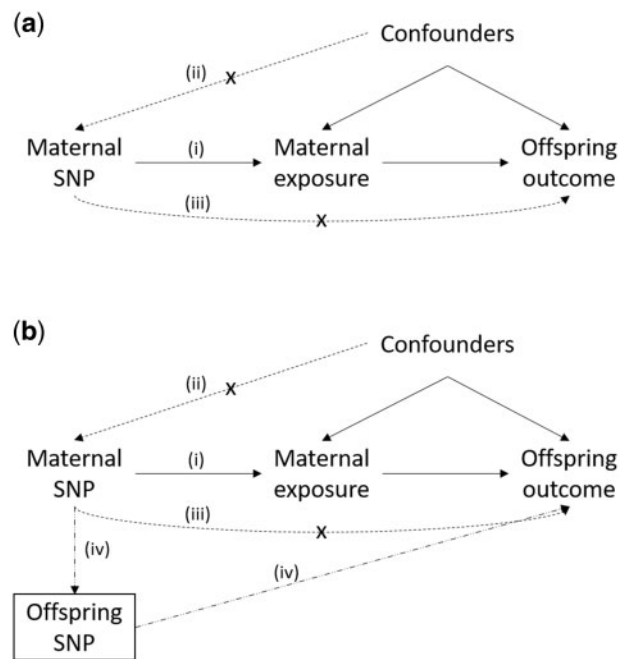 (a)
Confounders
(ii)
X
Maternal SNP
(i)
Maternal exposure
Offspring outcome
(iii)
X
(b)
Confounders
(ii)
X
Maternal SNP
(i)
Maternal exposure
Offspring outcome
(iii)
X
(iv)
(iv)
Offspring SNP